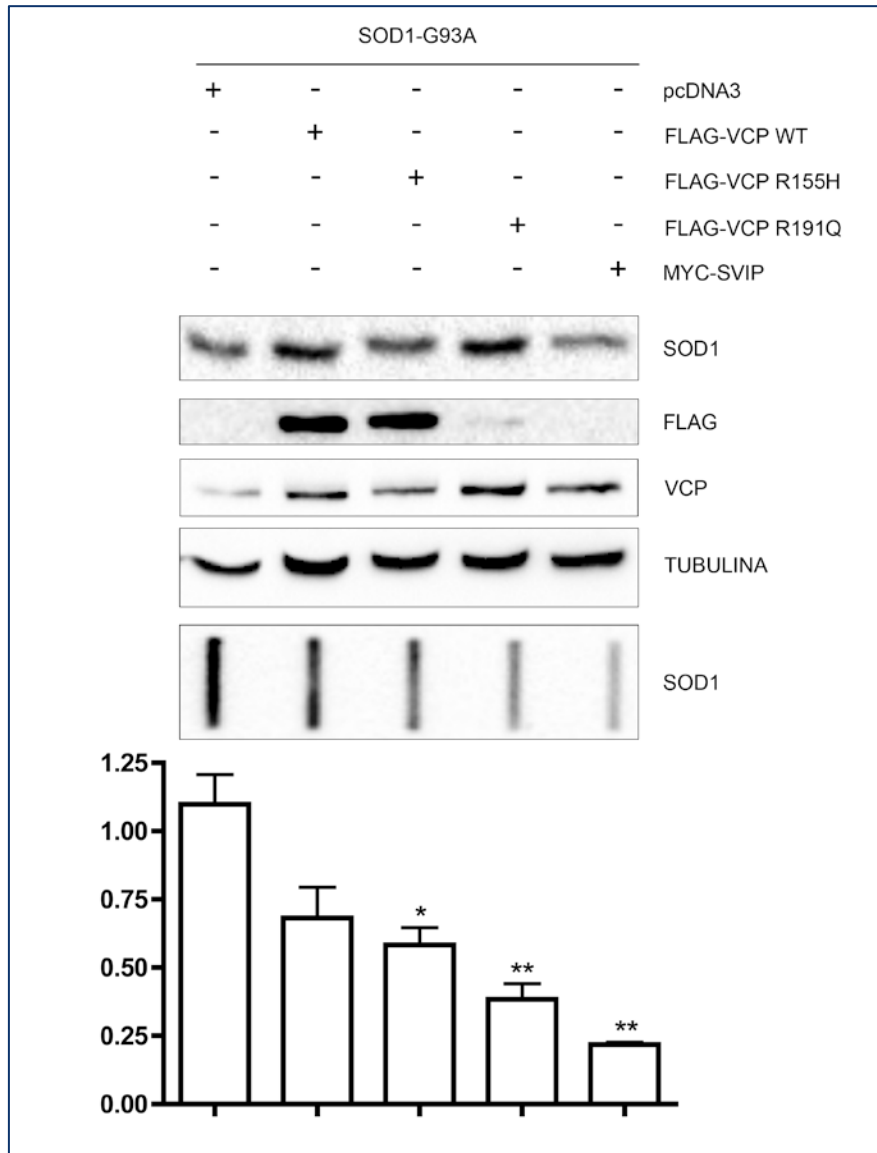 SOD1-G93A
+ - - - - pcDNA3
- + - - - FLAG-VCP WT
- - + - - FLAG-VCP R155H
- - - + - FLAG-VCP R191Q
- - - - + MYC-SVIP
SOD1
FLAG
VCP
TUBULINA
SOD1
1.25
1.00
0.75
*
0.50
**
**
0.25
0.00